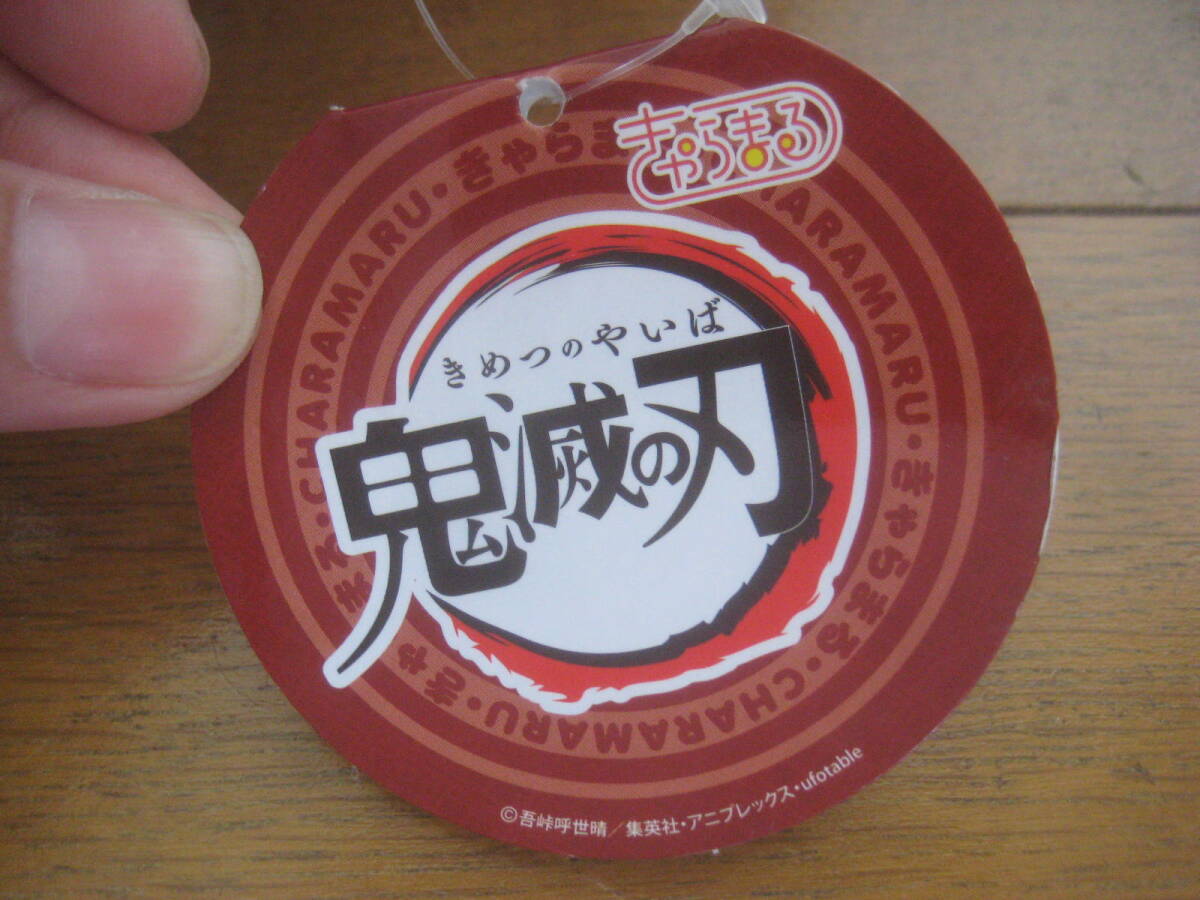 きゃらまる
CHARAMARU・きゃらま
CHARAMARU・きゃらまる・CHARAMARU・きゃらまる・CHARAMARU
きめつのやいば
鬼滅の刃
©吾峠呼世晴／集英社・アニプレックス・ufotable